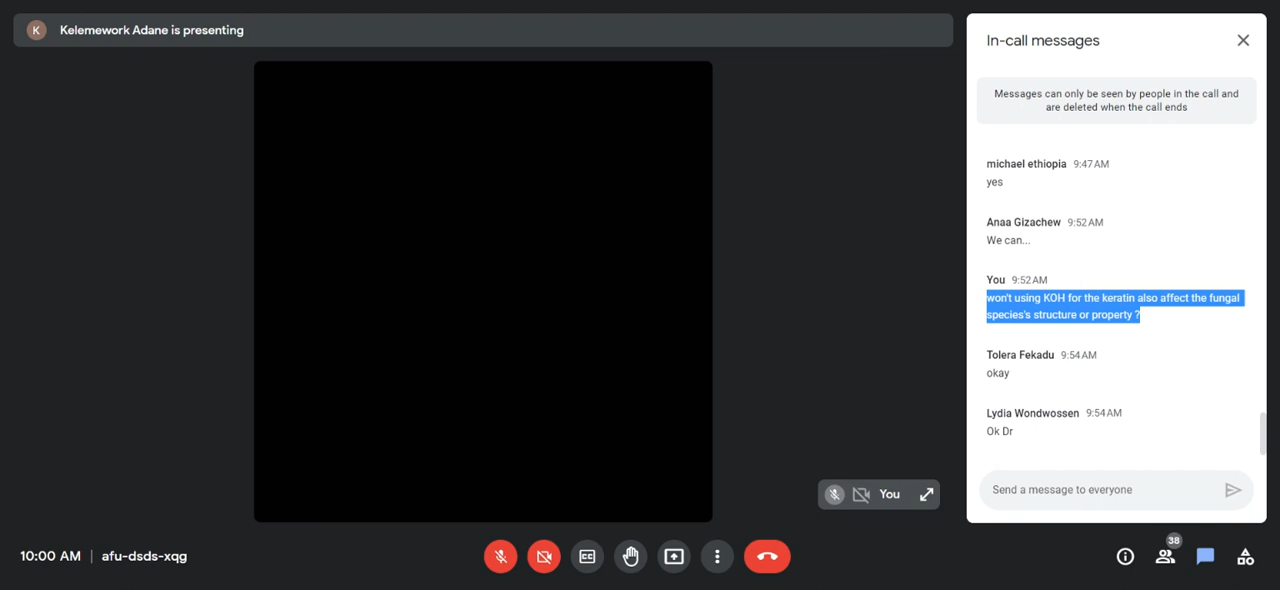 K Kelemework Adane is presenting
In-call messages
Messages can only be seen by people in the call and
are deleted when the call ends
michael ethiopia 9:47 AM
yes
Anaa Gizachew 9:52 AM
We can...
You 9:52 AM
won't using KOH for the keratin also affect the fungal
species's structure or property ?
Tolera Fekadu 9:54 AM
okay
Lydia Wondwossen 9:54 AM
Ok Dr
Send a message to everyone
You
10:00 AM | afu-dsds-xqg
CC
38